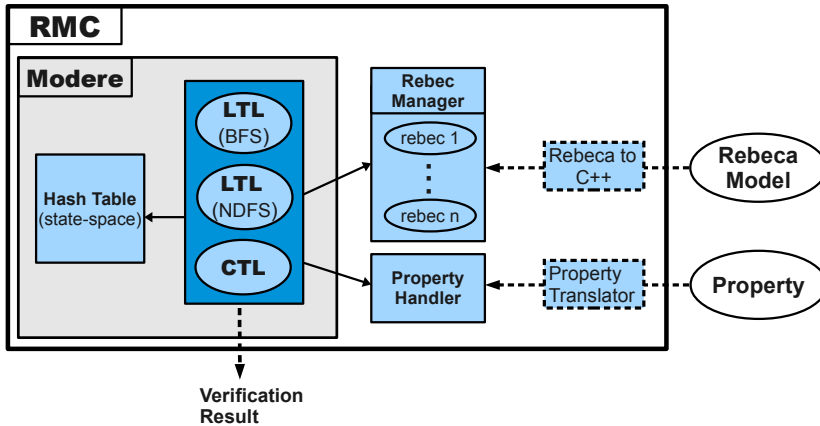 RMC
Modere
Hash Table
(state-space)
LTL
(BFS)
LTL
(NDFS)
CTL
Rebec
Manager
rebec 1
rebec n
Property
Handler
Rebeca to
C++
Property
Translator
Rebeca
Model
Property
Verification
Result